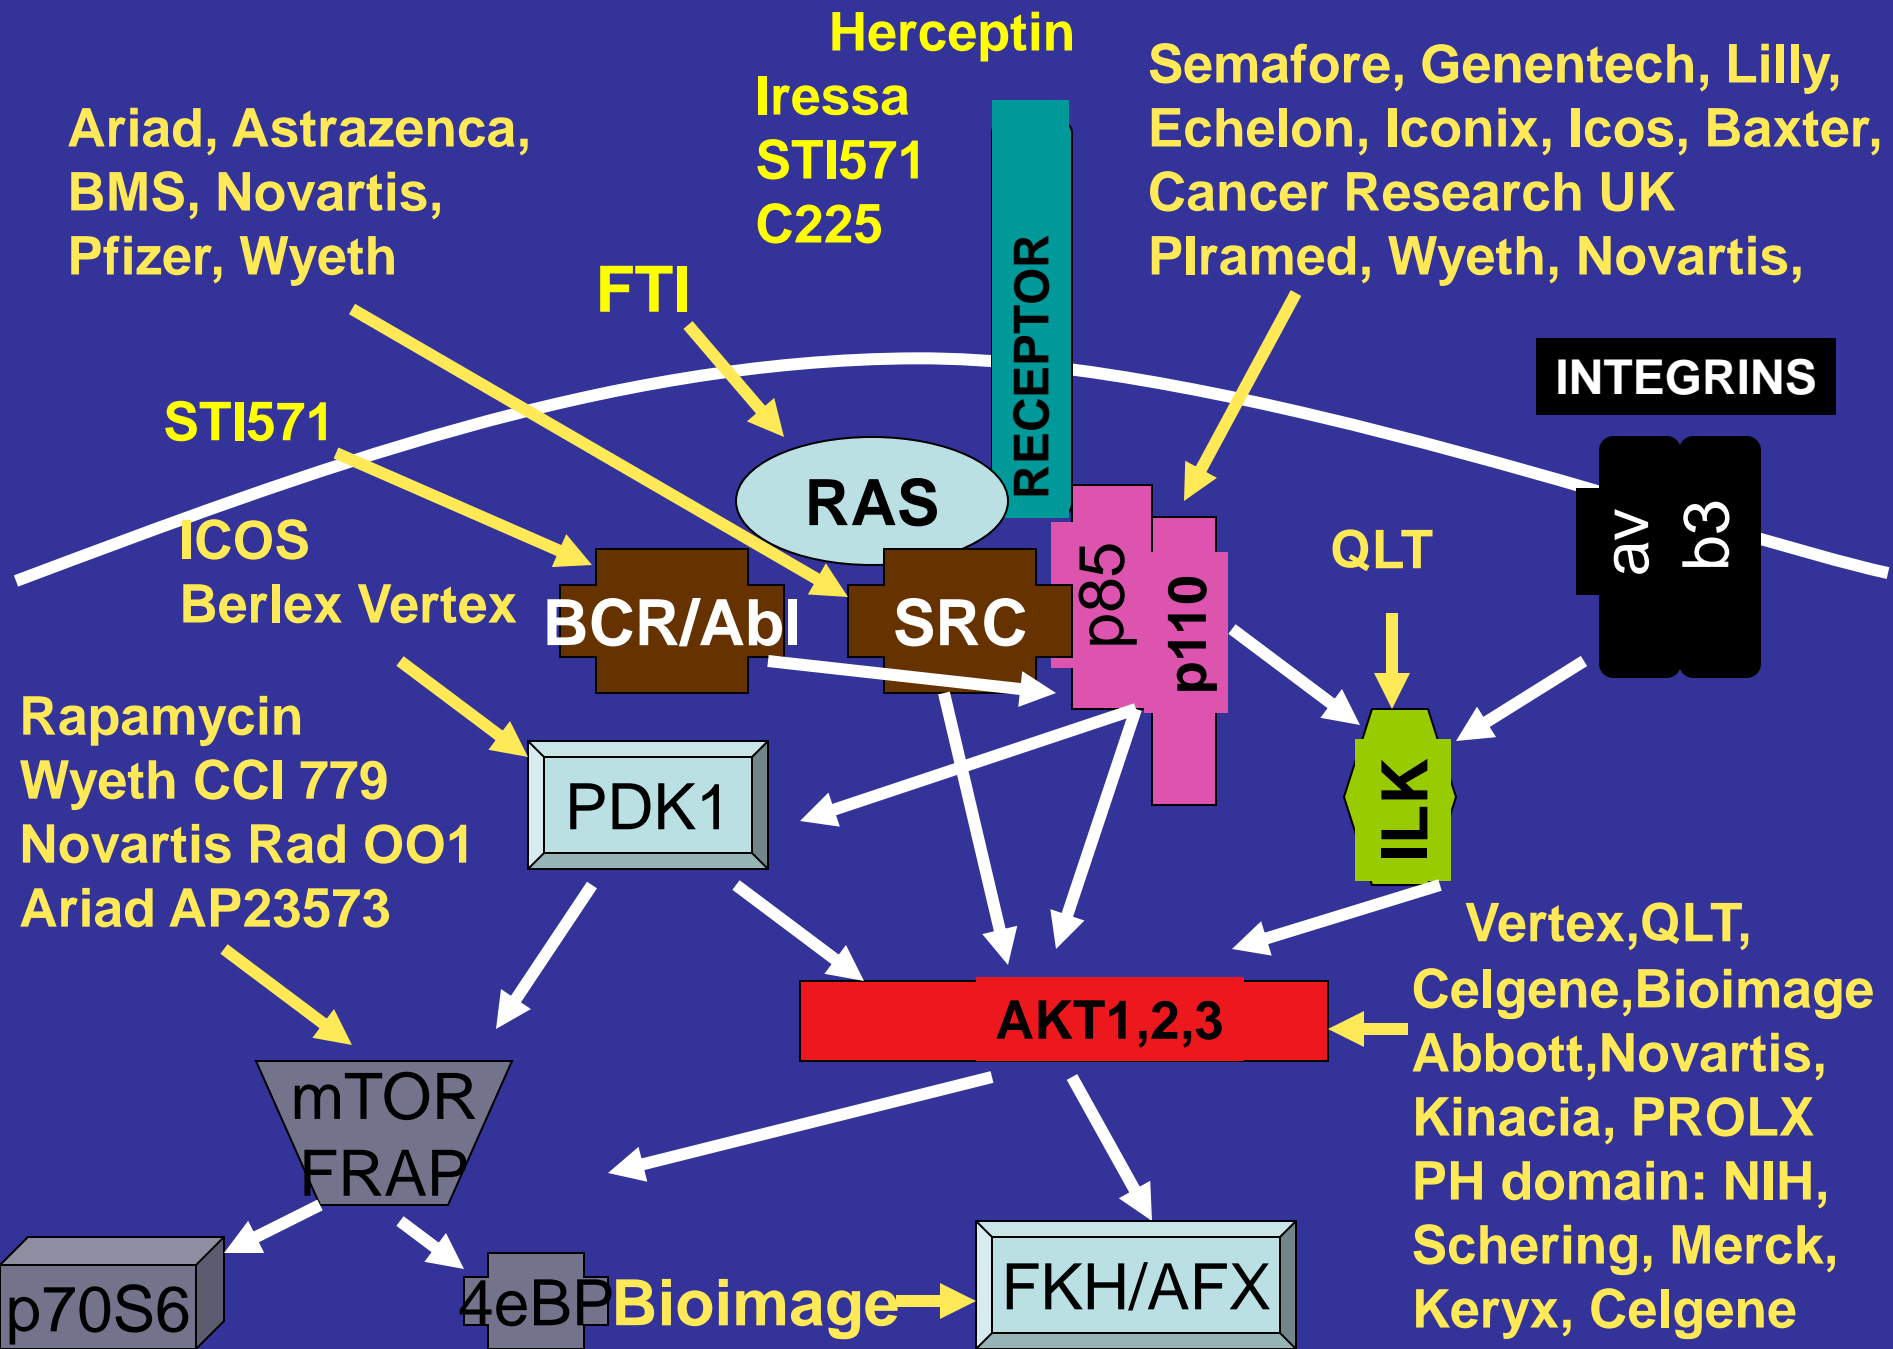 Herceptin
Iressa
STI571
C225
Semafore, Genentech, Lilly,
Echelon, Iconix, Icos, Baxter,
Cancer Research UK
PIramed, Wyeth, Novartis,
Ariad, Astrazenca,
BMS, Novartis,
Pfizer, Wyeth
FTI
RECEPTOR
INTEGRINS
STI571
RAS
av
b3
ICOS
Berlex Vertex
QLT
BCR/Abl
SRC
p85
p110
Rapamycin
Wyeth CCI 779
Novartis Rad OO1
Ariad AP23573
PDK1
ILK
Vertex,QLT,
Celgene,Bioimage
Abbott,Novartis,
Kinacia, PROLX
PH domain: NIH,
Schering, Merck,
Keryx, Celgene
AKT1,2,3
mTOR
FRAP
p70S6
4eBP
Bioimage
FKH/AFX